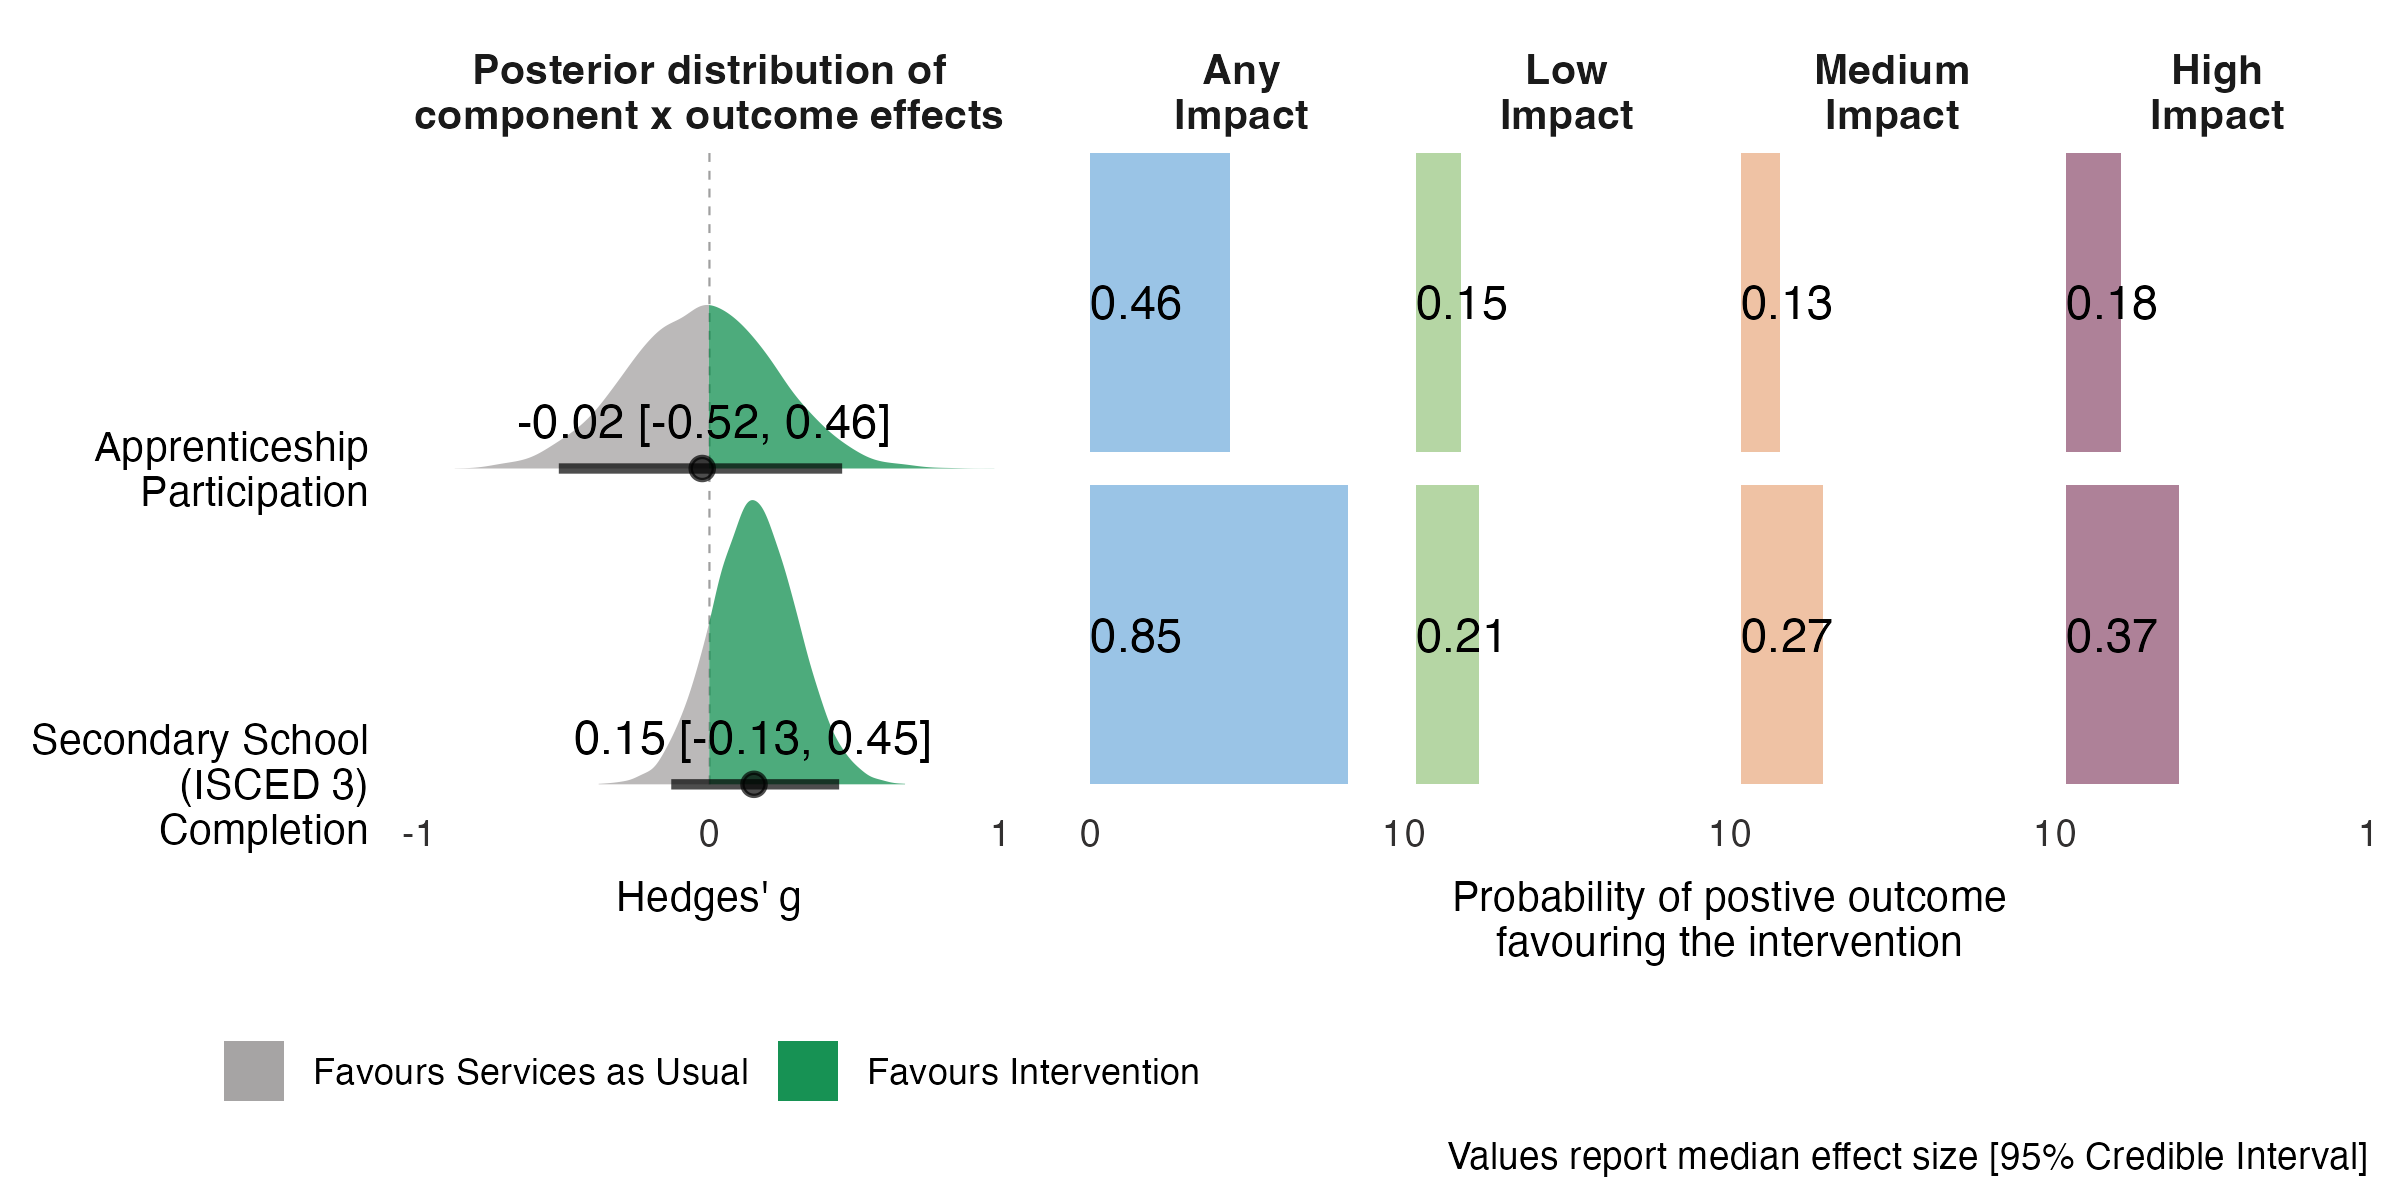 Posterior distribution of
component x outcome effects
Any
Impact
Low
Impact
Medium
Impact
High
Impact
Apprenticeship
Participation
-0.02 [-0.52, 0.46]
0.46
0.15
0.13
0.18
Secondary School
(ISCED 3)
Completion
0.15 [-0.13, 0.45]
0.85
0.21
0.27
0.37
-1 0 1 0 10 10 10 1
Hedges' g
Probability of postive outcome
favouring the intervention
Favours Services as Usual
Favours Intervention
Values report median effect size [95% Credible Interval]